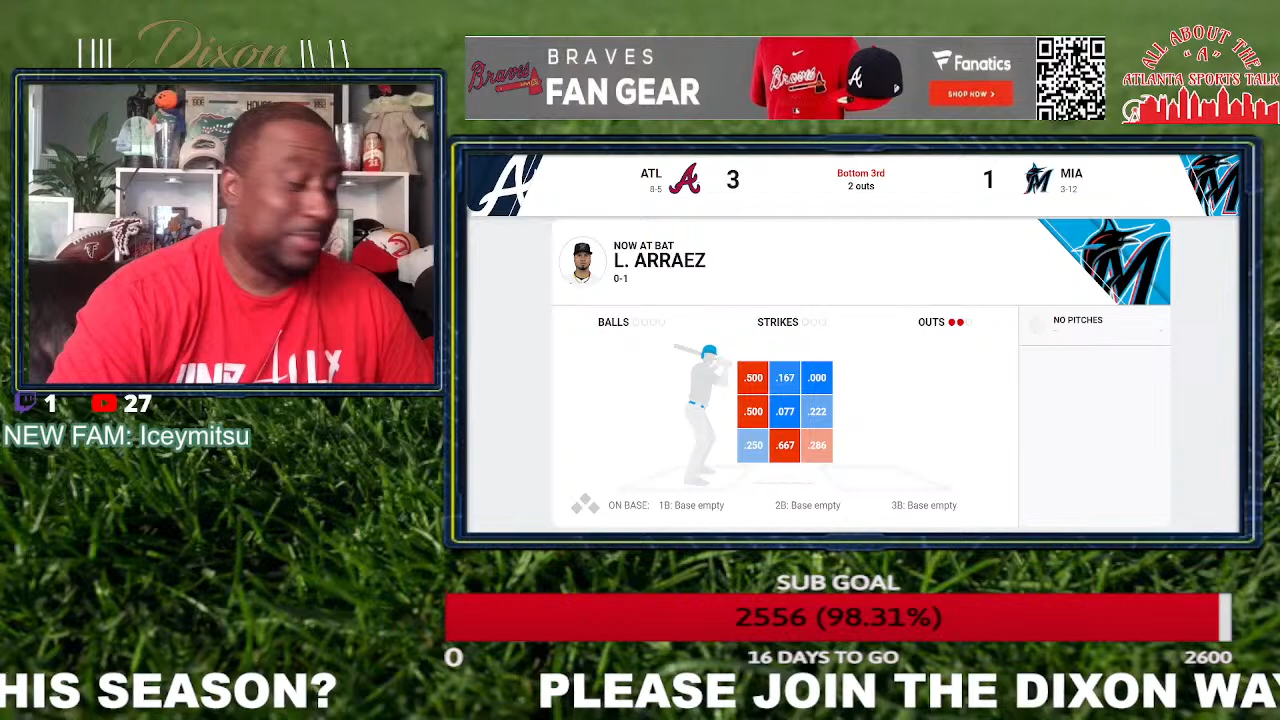 Dixon
BRAVES
FAN GEAR
Braves
Braves
A
Fanatics
SHOP NOW >
ALL ABOUT THE
"A"
ATLANTA SPORTS TALK
ATL
8-5
3
Bottom 3rd
2 outs
1
MIA
3-12
NOW AT BAT
L. ARRAEZ
0-1
BALLS
STRIKES
OUTS
NO PITCHES
.500 .167 .000
.500 .077 .222
.250 .667 .286
ON BASE: 1B: Base empty 2B: Base empty 3B: Base empty
1 27
NEW FAM: Iceymitsu
SUB GOAL
2556 (98.31%)
0 16 DAYS TO GO 2600
HIS SEASON? PLEASE JOIN THE DIXON WAY